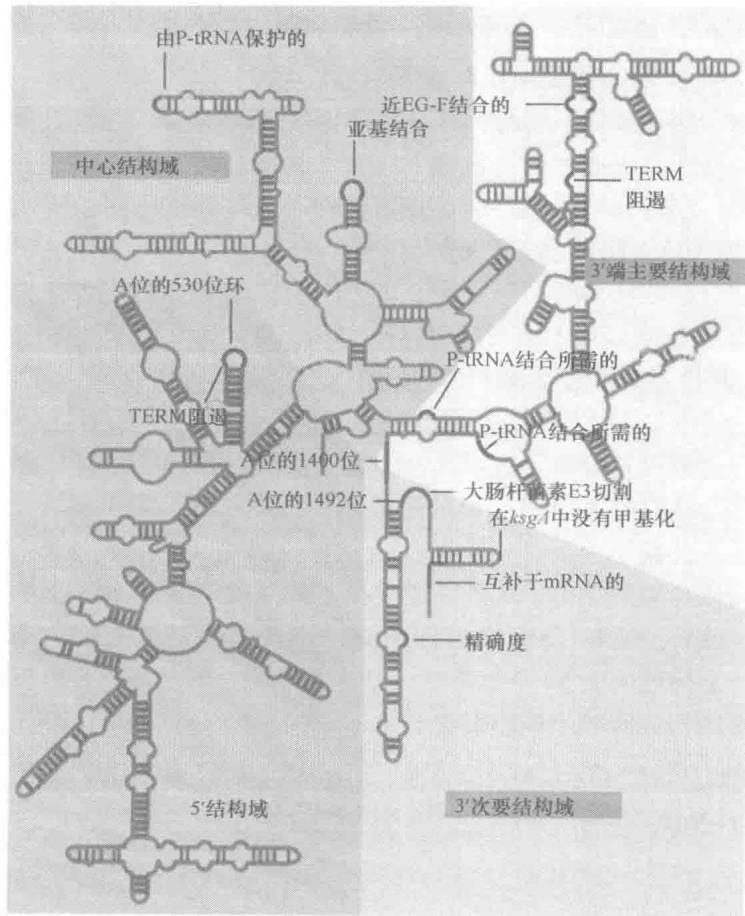 由P-tRNA保护的
近EG-F结合的
亚基结合
中心结构域
TERM
阻遏
A位的530位环
3′端主要结构域
P-tRNA结合所需的
TERM阻遏
P-tRNA结合所需的
A位的1400位
大肠杆菌素E3切割
A位的1492位
在ksgA中没有甲基化
互补于mRNA的
精确度
5′结构域
3′次要结构域